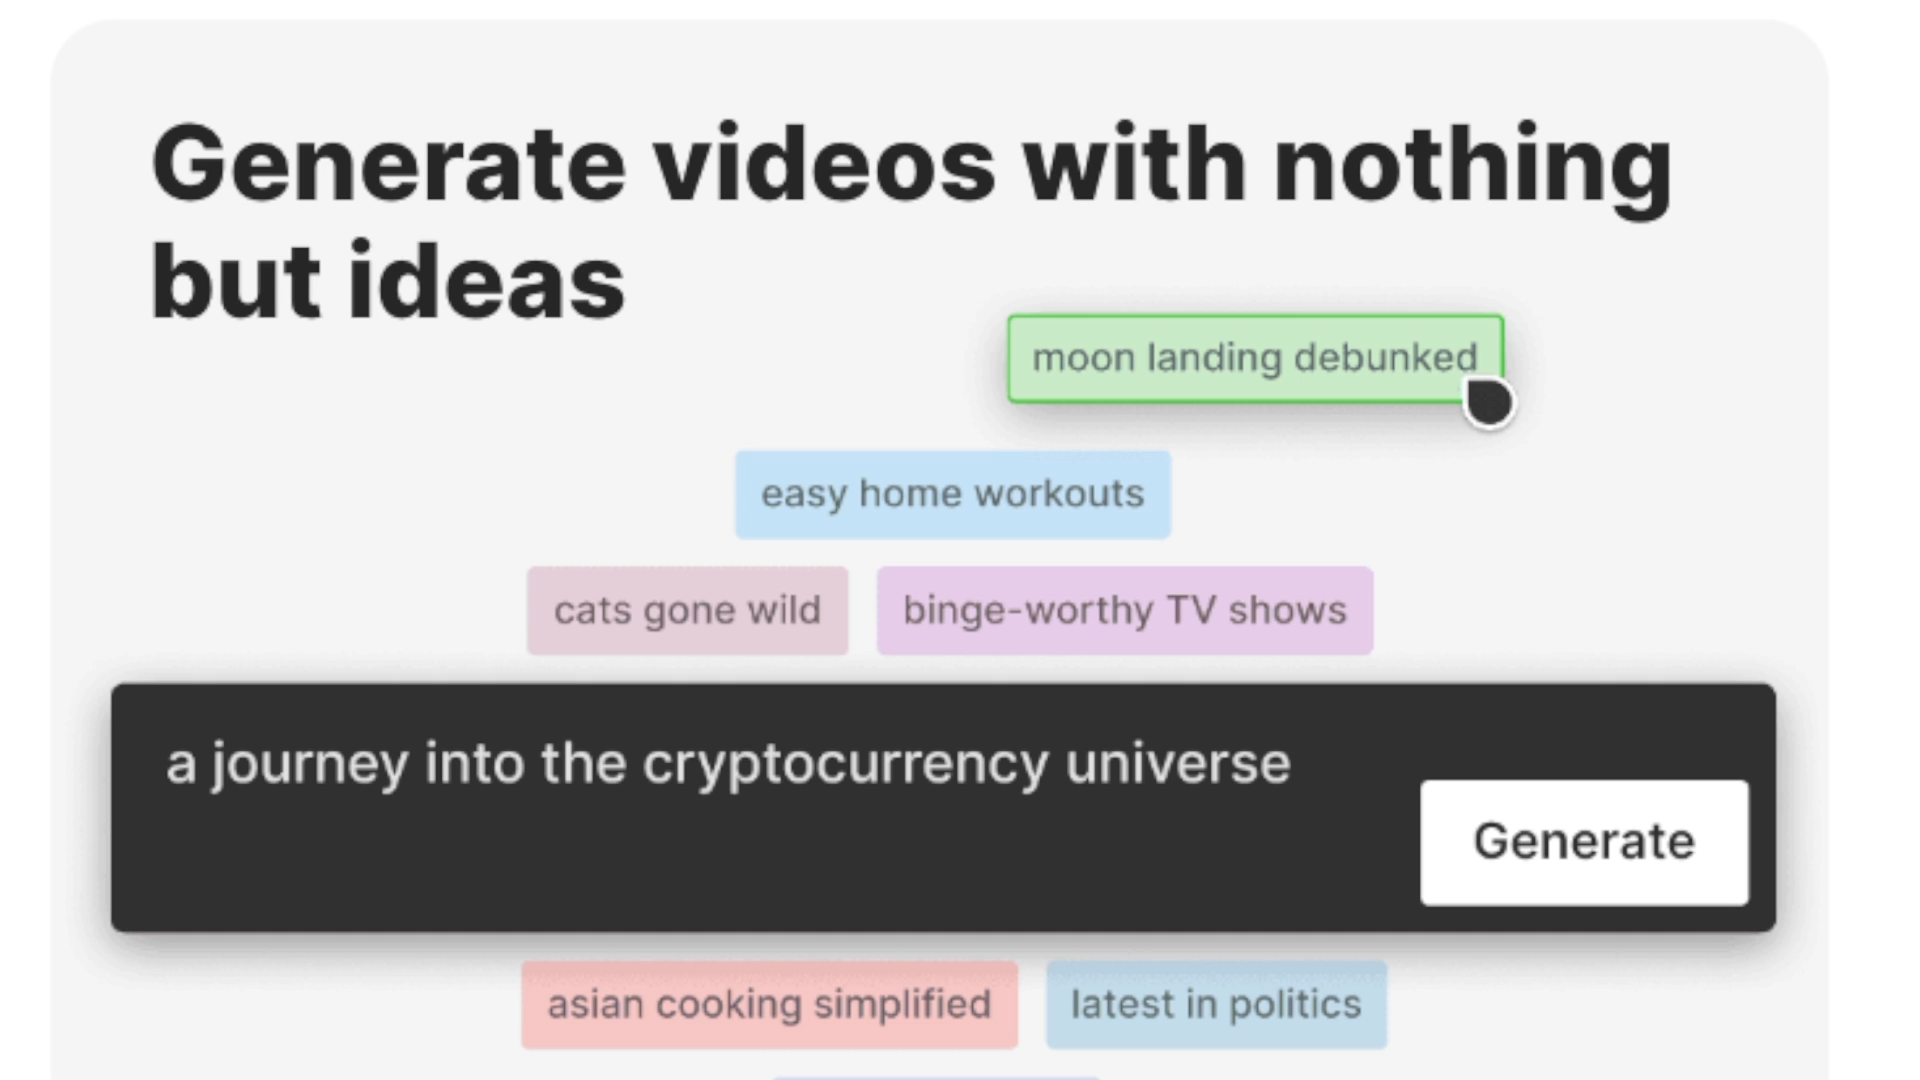 Generate videos with nothing
but ideas
moon landing debunked
easy home workouts
cats gone wild
binge-worthy TV shows
a journey into the cryptocurrency universe
Generate
asian cooking simplified
latest in politics